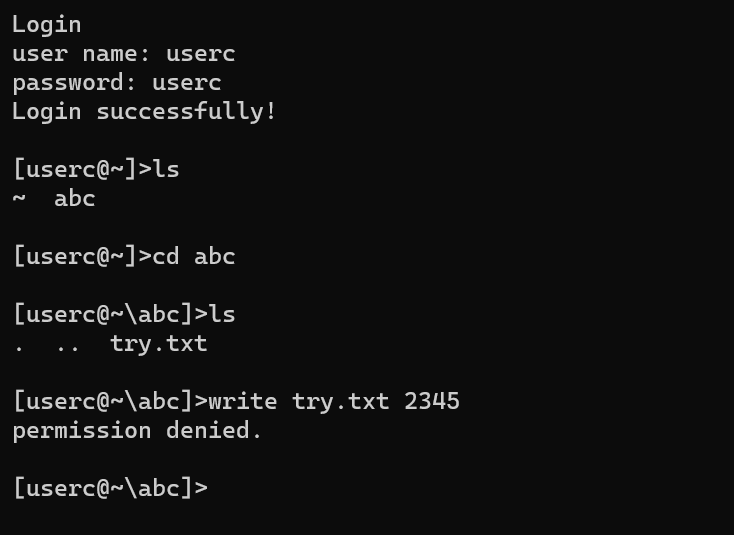 Login
user name: userc
password: userc
Login successfully!
[userc@~]>ls
~  abc
[userc@~]>cd abc
[userc@~\abc]>ls
.  ..  try.txt
[userc@~\abc]>write try.txt 2345
permission denied.
[userc@~\abc]>